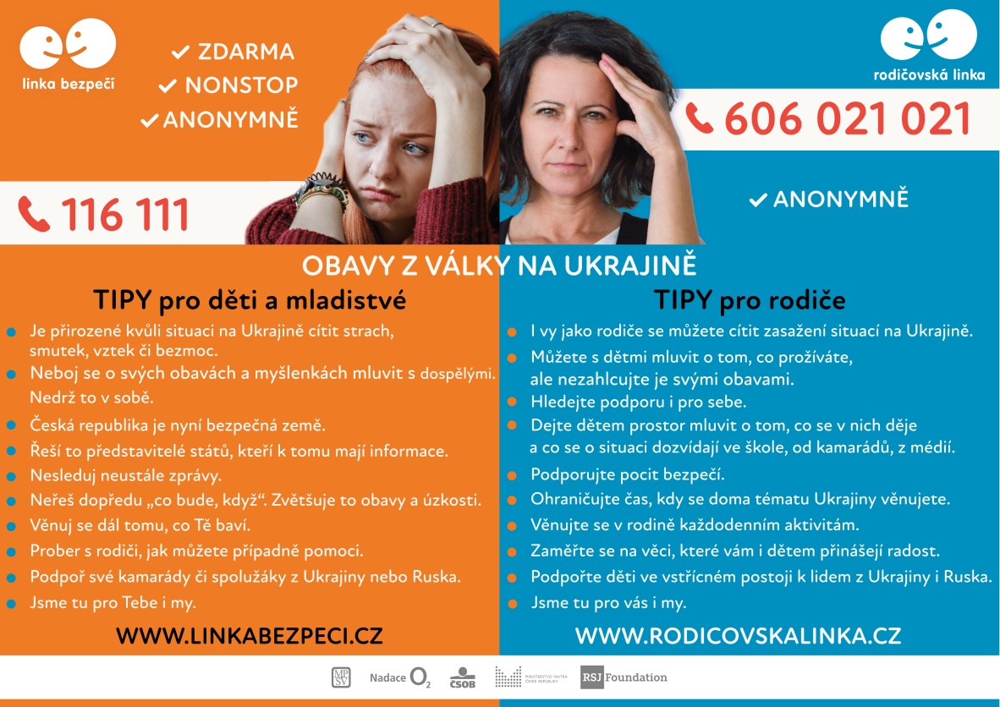 linka bezpečí
ZDARMA
NONSTOP
ANONYMNĚ
116 111
rodičovská linka
606 021 021
ANONYMNĚ
OBAVY Z VÁLKY NA UKRAJINĚ
TIPY pro děti a mladistvé
Je přirozené kvůli situaci na Ukrajině cítit strach,
smutek, vztek či bezmoc.
Neboj se o svých obavách a myšlenkách mluvit s dospělými.
Nedrž to v sobě.
Česká republika je nyní bezpečná země.
Řeší to představitelé států, kteří k tomu mají informace.
Nesleduj neustále zprávy.
Neřeš dopředu „co bude, když“. Zvětšuje to obavy a úzkosti.
Věnuj se dál tomu, co Tě baví.
Prober s rodiči, jak můžete případně pomoci.
Podpoř své kamarády či spolužáky z Ukrajiny nebo Ruska.
Jsme tu pro Tebe i my.
WWW.LINKABEZPECI.CZ
TIPY pro rodiče
I vy jako rodiče se můžete cítit zasažení situací na Ukrajině.
Můžete s dětmi mluvit o tom, co prožíváte,
ale nezahlcujte je svými obavami.
Hledejte podporu i pro sebe.
Dejte dětem prostor mluvit o tom, co se v nich děje
a co se o situaci dozvídají ve škole, od kamarádů, z médií.
Podporujte pocit bezpečí.
Ohraničujte čas, kdy se doma tématu Ukrajiny věnujete.
Věnujte se v rodině každodenním aktivitám.
Zaměřte se na věci, které vám i dětem přinášejí radost.
Podpořte děti ve vstřícném postoji k lidem z Ukrajiny i Ruska.
Jsme tu pro vás i my.
WWW.RODICOVSKALINKA.CZ
MP
SV
Nadace O2
ČSOB
MINISTERSTVO VNITRA
ČESKÉ REPUBLIKY
RSJ Foundation